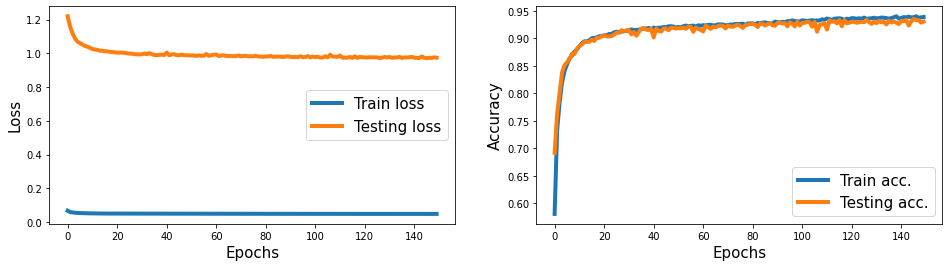 1.2
1.0
0.8
0.6
0.4
0.2
0.0
Loss
Train loss
Testing loss
0 20 40 60 80 100 120 140
Epochs
0.95
0.90
0.85
0.80
0.75
0.70
0.65
0.60
Accuracy
Train acc.
Testing acc.
0 20 40 60 80 100 120 140
Epochs